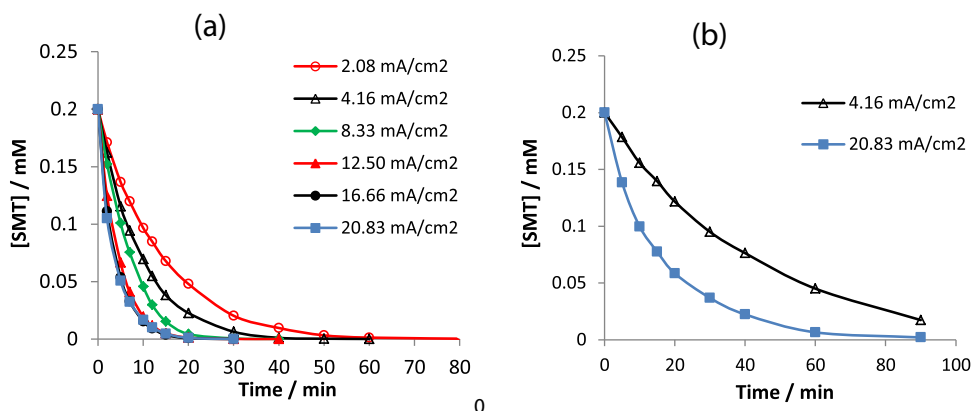 (a)
0.25
0.2
0.15
0.1
0.05
0
[SMT] / mM
2.08 mA/cm2
4.16 mA/cm2
8.33 mA/cm2
12.50 mA/cm2
16.66 mA/cm2
20.83 mA/cm2
0 10 20 30 40 50 60 70 80
Time / min
(b)
0.25
0.2
0.15
0.1
0.05
0
[SMT] / mM
4.16 mA/cm2
20.83 mA/cm2
0 20 40 60 80 100
Time / min
0